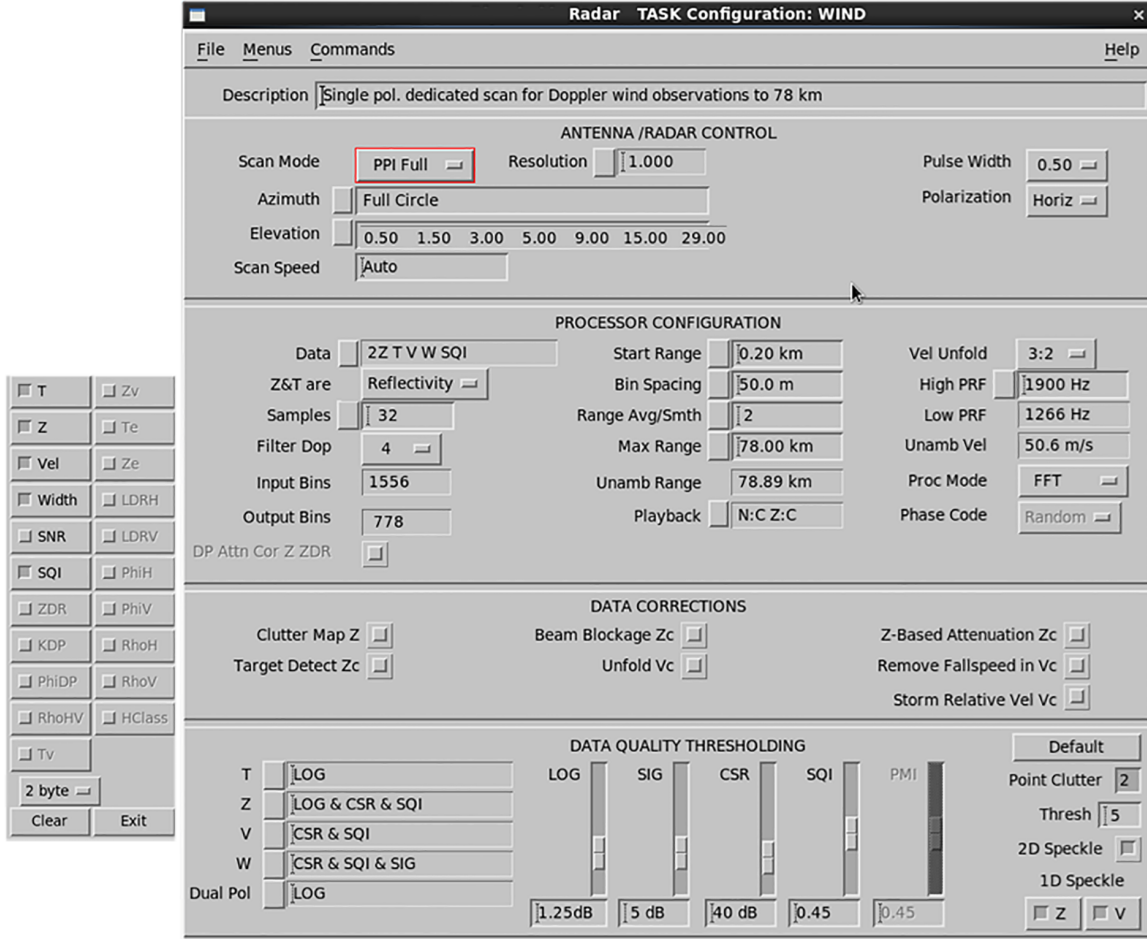 Radar TASK Configuration: WIND
File Menus Commands Help
Description Single pol. dedicated scan for Doppler wind observations to 78 km
ANTENNA /RADAR CONTROL
Scan Mode PPI Full Resolution 1.000 Pulse Width 0.50
Azimuth Full Circle Polarization Horiz
Elevation 0.50 1.50 3.00 5.00 9.00 15.00 29.00
Scan Speed Auto
PROCESSOR CONFIGURATION
Data 2Z T V W SQI Start Range 0.20 km Vel Unfold 3:2
Z&T are Reflectivity Bin Spacing 50.0 m High PRF 1900 Hz
Samples 32 Range Avg/Smth 2 Low PRF 1266 Hz
Filter Dop 4 Max Range 78.00 km Unamb Vel 50.6 m/s
Input Bins 1556 Unamb Range 78.89 km Proc Mode FFT
Output Bins 778 Playback N:C Z:C Phase Code Random
DP Attn Cor Z ZDR
DATA CORRECTIONS
Clutter Map Z Beam Blockage Zc Z-Based Attenuation Zc
Target Detect Zc Unfold Vc Remove Fallspeed in Vc
Storm Relative Vel Vc
DATA QUALITY THRESHOLDING
Default
T LOG LOG SIG CSR SQI PMI
Point Clutter 2
Z LOG & CSR & SQI
Thresh 5
V CSR & SQI
2D Speckle
W CSR & SQI & SIG
1D Speckle
Dual Pol LOG
1.25dB 5 dB 40 dB 0.45 0.45 Z V
T Zv
Z Te
Vel Ze
Width LDRH
SNR LDRV
SQI PhiH
ZDR PhiV
KDP RhoH
PhiDP RhoV
RhoHV HClass
Tv
2 byte
Clear Exit